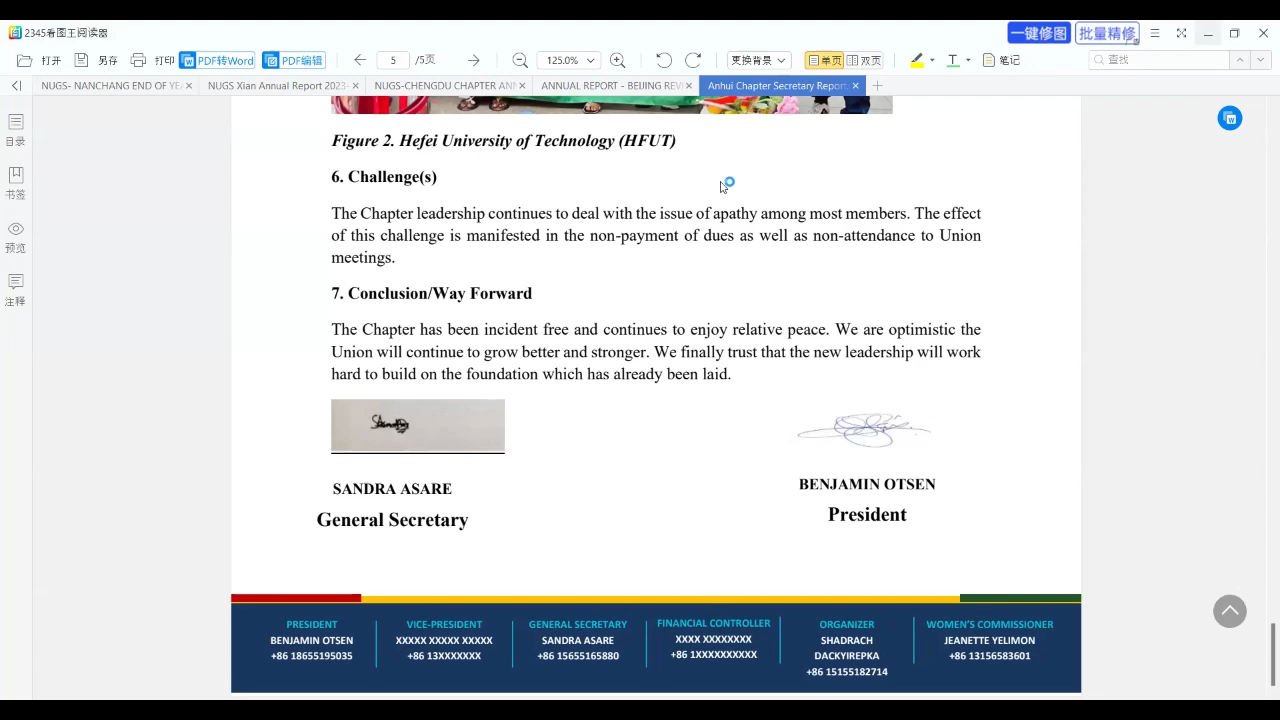 2345看图王阅读器
一键修图 批量精修
打开 另存 打印 PDF转Word PDF编辑 /5页 125.0% 更换背景 单页 双页 笔记 查找
NUGS- NANCHANG END OF YEA NUGS Xian Annual Report 2023- NUGS-CHENGDU CHAPTER ANN ANNUAL REPORT - BEIJING REVI Anhui Chapter Secretary Report.
目录
书签
预览
注释
Figure 2. Hefei University of Technology (HFUT)
6. Challenge(s)
The Chapter leadership continues to deal with the issue of apathy among most members. The effect
of this challenge is manifested in the non-payment of dues as well as non-attendance to Union
meetings.
7. Conclusion/Way Forward
The Chapter has been incident free and continues to enjoy relative peace. We are optimistic the
Union will continue to grow better and stronger. We finally trust that the new leadership will work
hard to build on the foundation which has already been laid.
SANDRA ASARE
General Secretary
BENJAMIN OTSEN
President
PRESIDENT
BENJAMIN OTSEN
+86 18655195035
VICE-PRESIDENT
XXXXX XXXXX XXXXX
+86 13XXXXXXX
GENERAL SECRETARY
SANDRA ASARE
+86 15655165880
FINANCIAL CONTROLLER
XXXX XXXXXXXX
+86 1XXXXXXXXXX
ORGANIZER
SHADRACH
DACKYIREPKA
+86 15155182714
WOMEN'S COMMISSIONER
JEANETTE YELIMON
+86 13156583601